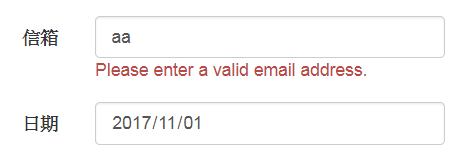 信箱 aa
Please enter a valid email address.
日期 2017/11/01